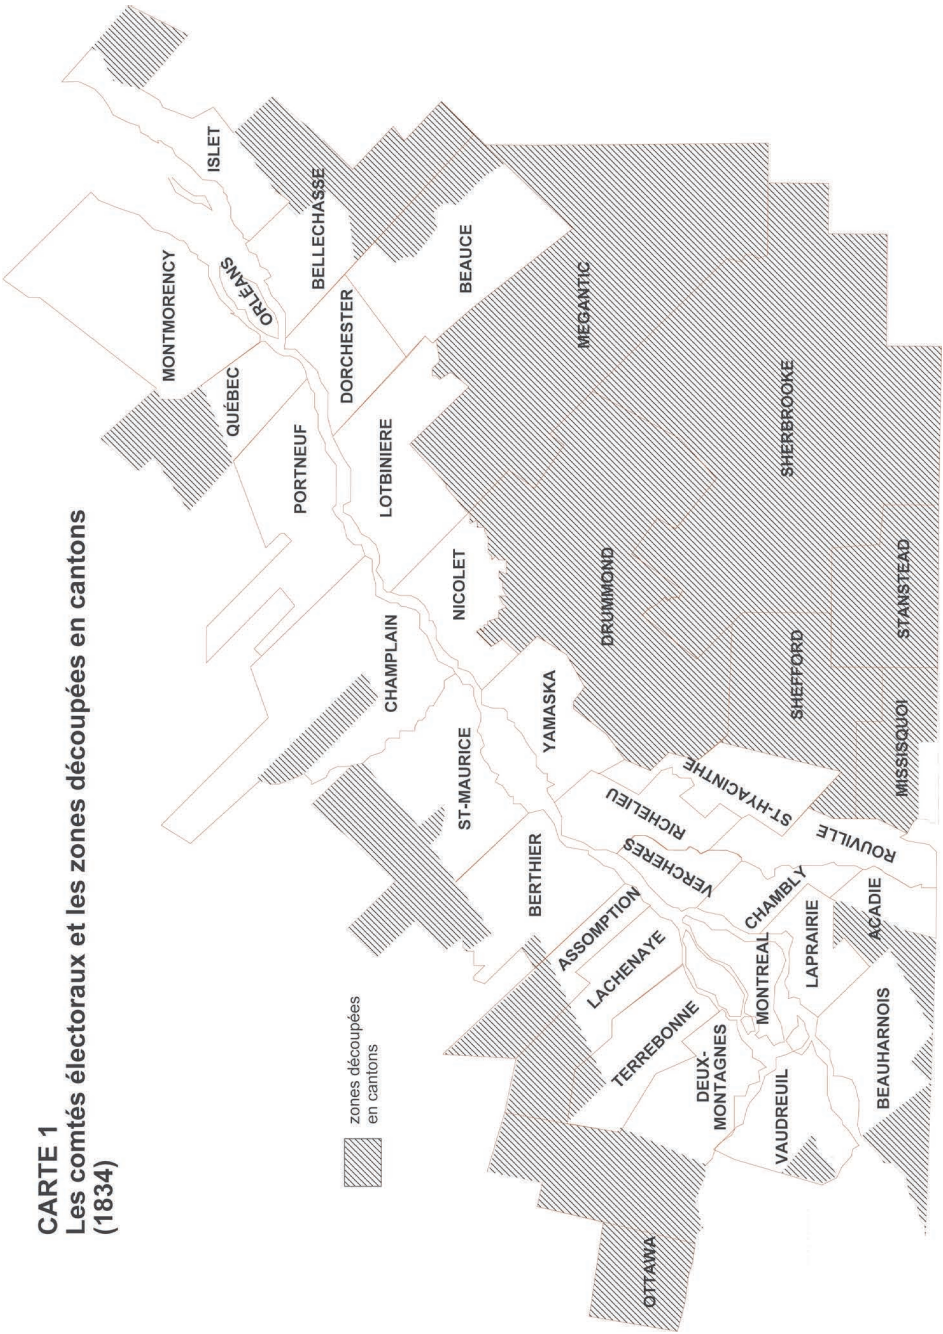 CARTE 1
Les comtés électoraux et les zones découpées en cantons
(1834)
zones découpées
en cantons
ISLET
MONTMORENCY
ORLÉANS
BELLECHASSE
BEAUCE
QUÉBEC
DORCHESTER
MEGANTIC
PORTNEUF
LOTBINIERE
SHERBROOKE
NICOLET
DRUMMOND
STANSTEAD
CHAMPLAIN
SHEFFORD
YAMASKA
ST-MAURICE
MISSISQUOI
ST-HYACINTHE
RICHELIEU
ROUVILLE
VERCHERES
BERTHIER
CHAMBLY
ACADIE
ASSOMPTION
LACHENAYE
LAPRAIRIE
MONTREAL
TERREBONNE
DEUX-
MONTAGNES
BEAUHARNOIS
VAUDREUIL
OTTAWA